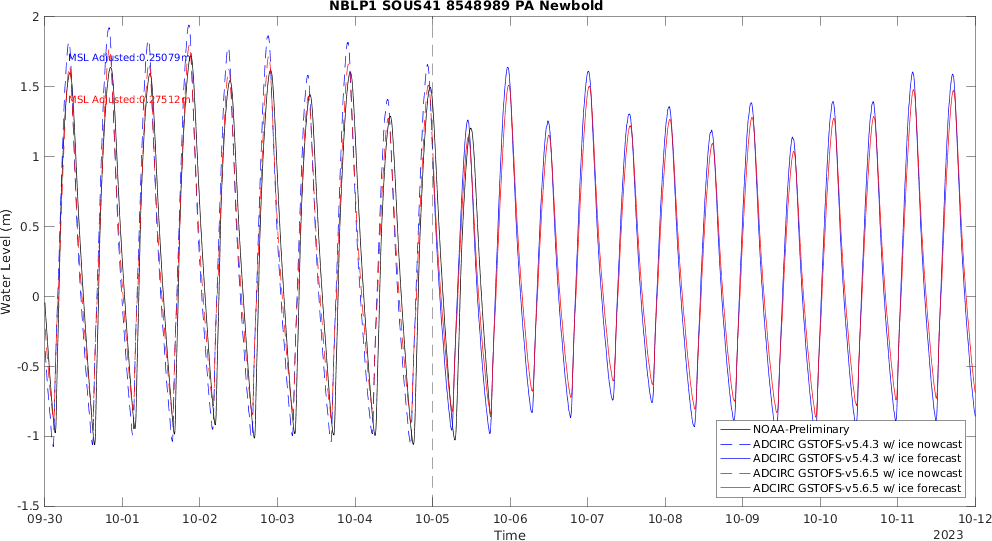 NBLP1 SOUS41 8548989 PA Newbold
2
1.5
1
0.5
0
-0.5
-1
-1.5
Water Level (m)
MSL Adjusted:0.25079m
MSL Adjusted:0.27512m
NOAA-Preliminary
ADCIRC GSTOFS-v5.4.3 w/ ice nowcast
ADCIRC GSTOFS-v5.4.3 w/ ice forecast
ADCIRC GSTOFS-v5.6.5 w/ ice nowcast
ADCIRC GSTOFS-v5.6.5 w/ ice forecast
09-30 10-01 10-02 10-03 10-04 10-05 10-06 10-07 10-08 10-09 10-10 10-11 10-12
Time
2023